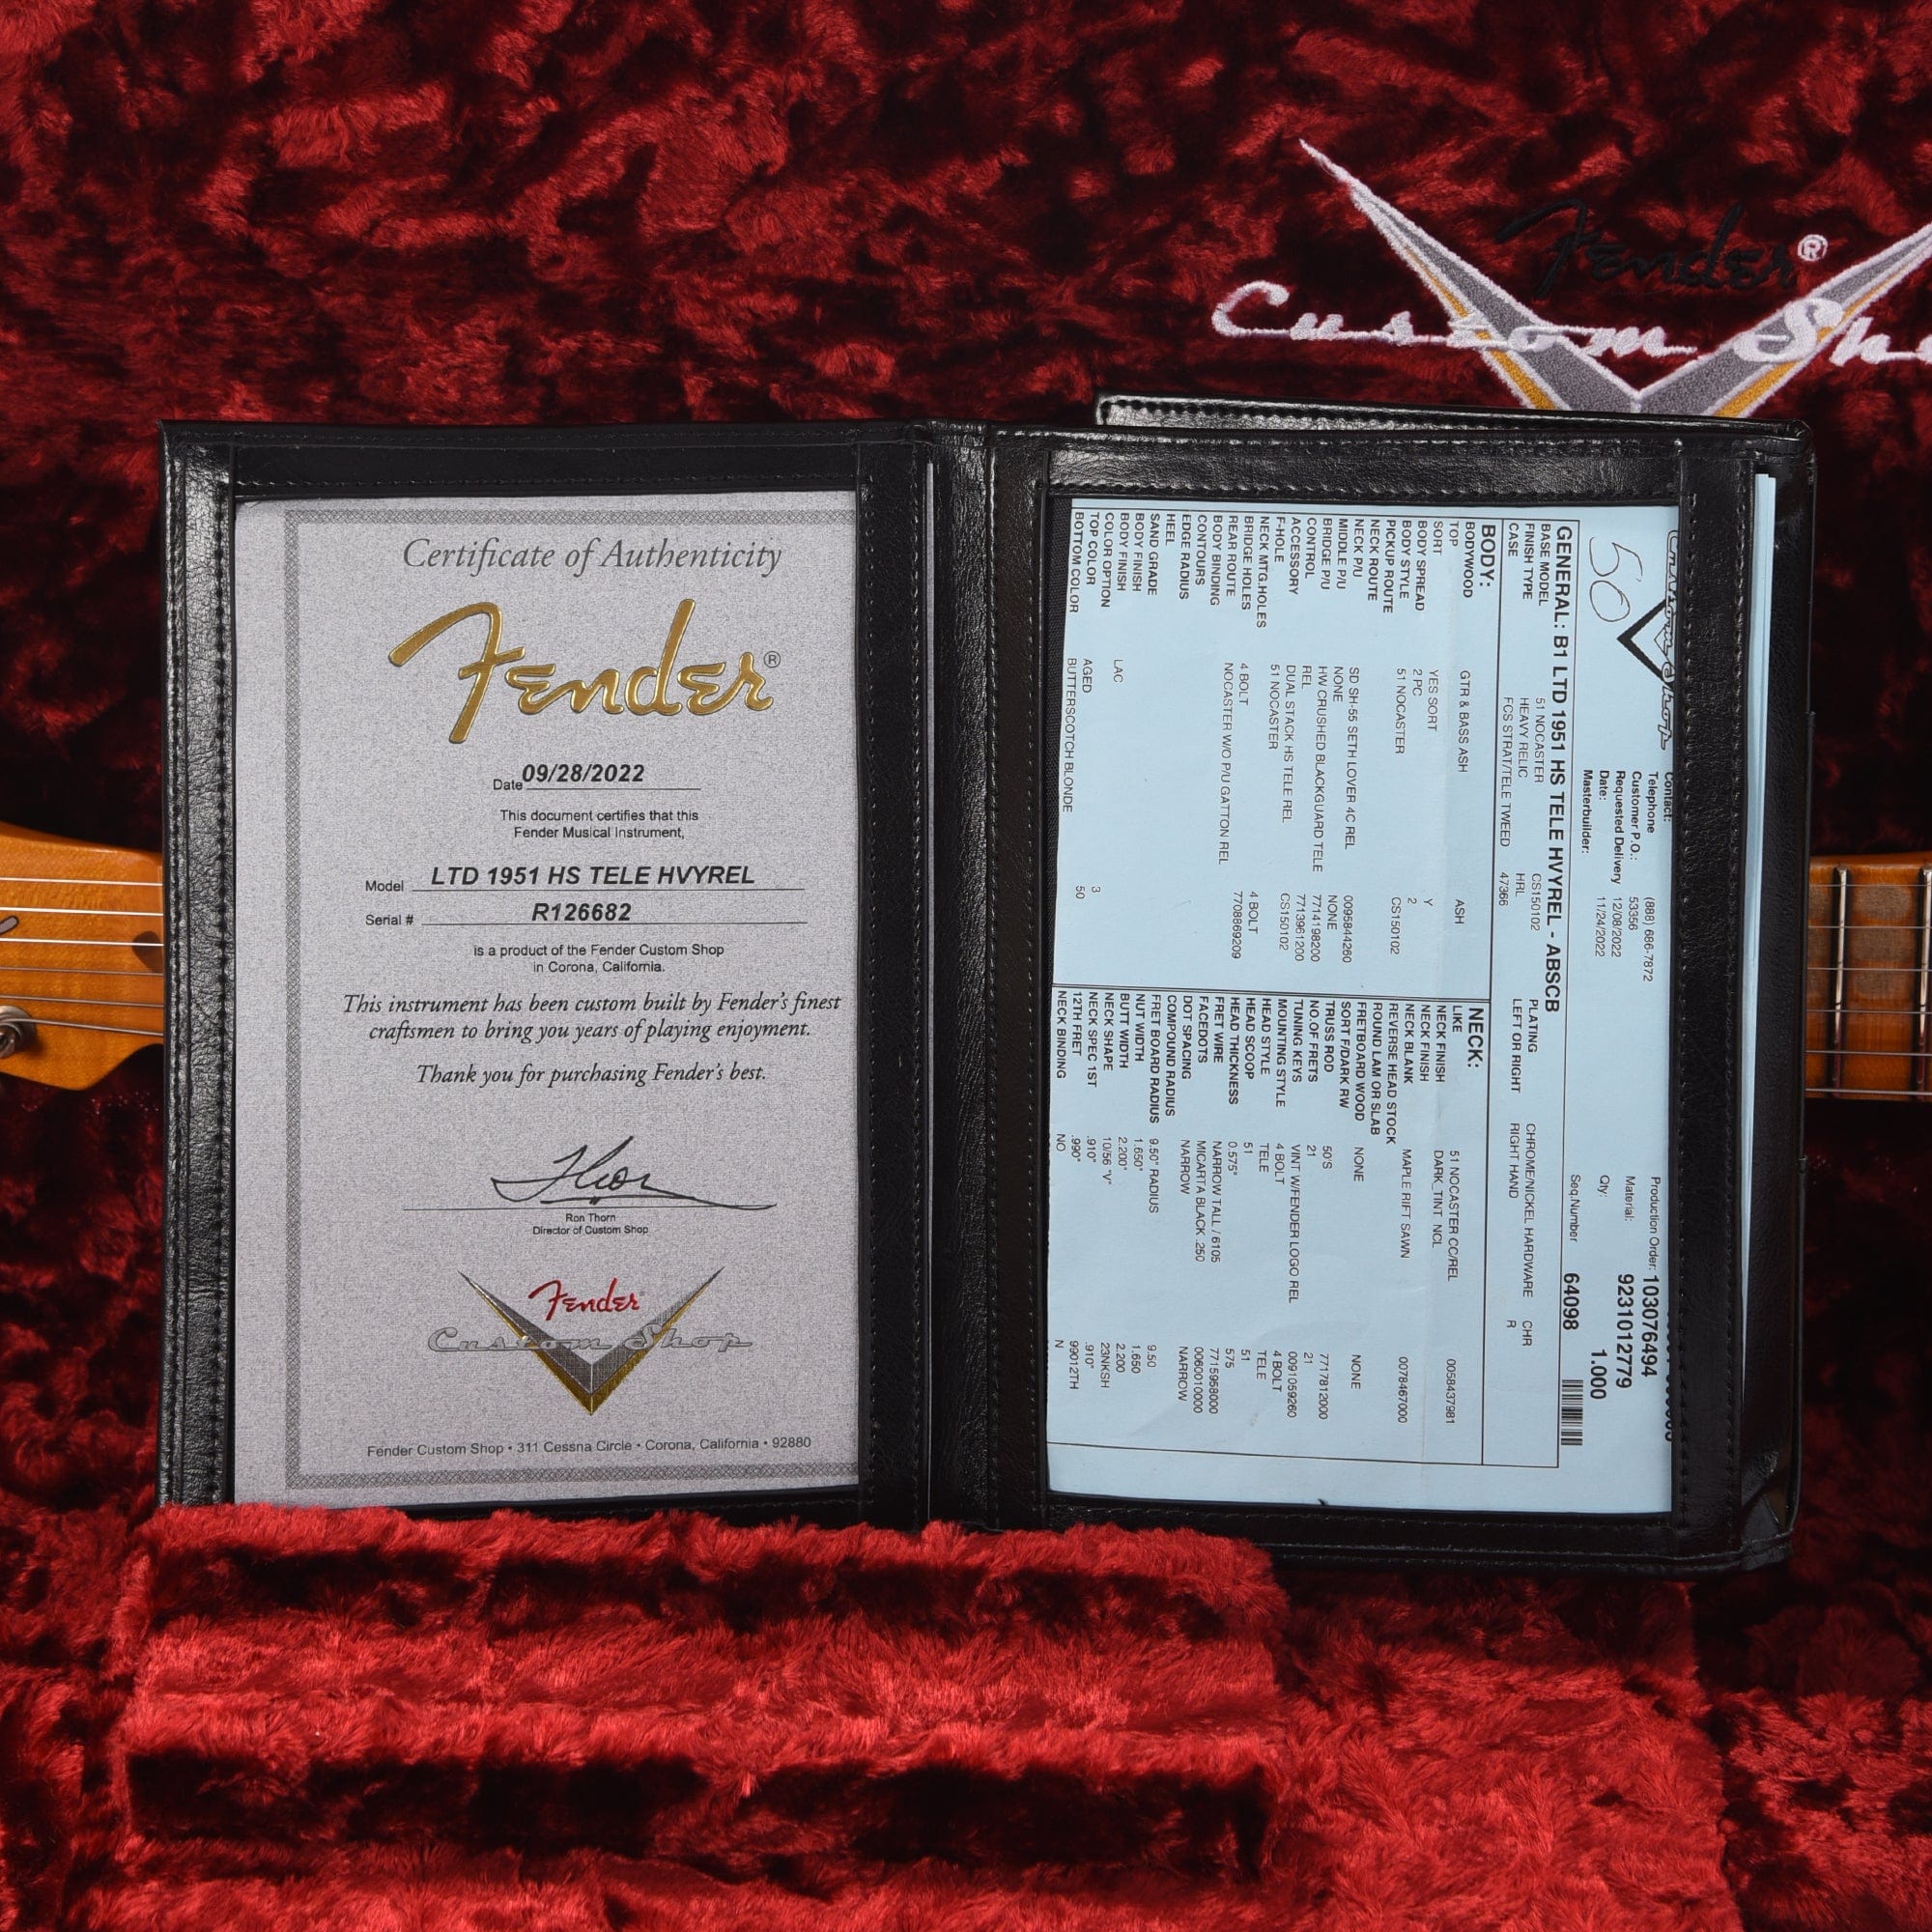 Fender®
Custom Sho
Certificate of Authenticity
Fender®
Date 09/28/2022
This document certifies that this
Fender Musical Instrument,
Model LTD 1951 HS TELE HVYREL
Serial # R126682
is a product of the Fender Custom Shop
in Corona, California.
This instrument has been custom built by Fender's finest
craftsmen to bring you years of playing enjoyment.
Thank you for purchasing Fender's best.
Ron Thorn
Director of Custom Shop
Fender
Custom Shop
Fender Custom Shop • 311 Cessna Circle • Corona, California • 92880
Custom Shop
50
Contact:
Telephone (888) 686-7872
Customer P.O.: 53356
Requested Delivery 12/08/2022
Date: 11/24/2022
Masterbuilder:
Production Order: 103076494
Material: 9231012779
Qty: 1.000
Seq.Number 64098
GENERAL: B1 LTD 1951 HS TELE HVYREL - ABSCB
BASE MODEL 51 NOCASTER CS150102 PLATING CHROME/NICKEL HARDWARE CHR
FINISH TYPE HEAVY RELIC HRL LEFT OR RIGHT RIGHT HAND R
CASE FCS STRAT/TELE TWEED 47366
BODY:
BODYWOOD GTR & BASS ASH ASH
TOP
SORT YES SORT Y
BODY SPREAD 2 PC 2
BODY STYLE 51 NOCASTER CS150102
PICKUP ROUTE
NECK ROUTE
NECK P/U SD SH-55 SETH LOVER 4C REL 0095844260
MIDDLE P/U NONE NONE
BRIDGE P/U HW CRUSHED BLACKGUARD TELE REL 7714198200
CONTROL DUAL STACK HS TELE REL 7713961200
ACCESSORY 51 NOCASTER CS150102
F-HOLE
NECK MTG.HOLES 4 BOLT 4 BOLT
BRIDGE HOLES NOCASTER W/O P/U GATTON REL 7708869209
REAR ROUTE
BODY BINDING
CONTOURS
EDGE RADIUS
HEEL
SAND GRADE
BODY FINISH
BODY FINISH LAC
COLOR OPTION
TOP COLOR AGED 3
BOTTOM COLOR BUTTERSCOTCH BLONDE 50
NECK:
LIKE 51 NOCASTER CC/REL 0058437981
NECK FINISH DARK_TINT NCL
NECK FINISH
NECK BLANK MAPLE RIFT SAWN 0078467000
REVERSE HEAD STOCK
ROUND LAM OR SLAB
FRETBOARD WOOD NONE NONE
SORT F/DARK RW
TRUSS ROD 50'S 7717812000
NO.OF FRETS 21 21
TUNING KEYS VINT W/FENDER LOGO REL 0091059260
MOUNTING STYLE 4 BOLT 4 BOLT
HEAD STYLE TELE TELE
HEAD SCOOP 51 51
HEAD THICKNESS 0.575" 575
FRET WIRE NARROW TALL / 6105 7715958000
FACEDOTS MICARTA BLACK .250 0060010000
DOT SPACING NARROW NARROW
COMPOUND RADIUS
FRET BOARD RADIUS 9.50" RADIUS 9.50
NUT WIDTH 1.650" 1.650
BUTT WIDTH 2.200" 2.200
NECK SHAPE 10/56 "V" 23NKSH
NECK SPEC 1ST .910" .910"
12TH FRET .990" 99012TH
NECK BINDING NO N